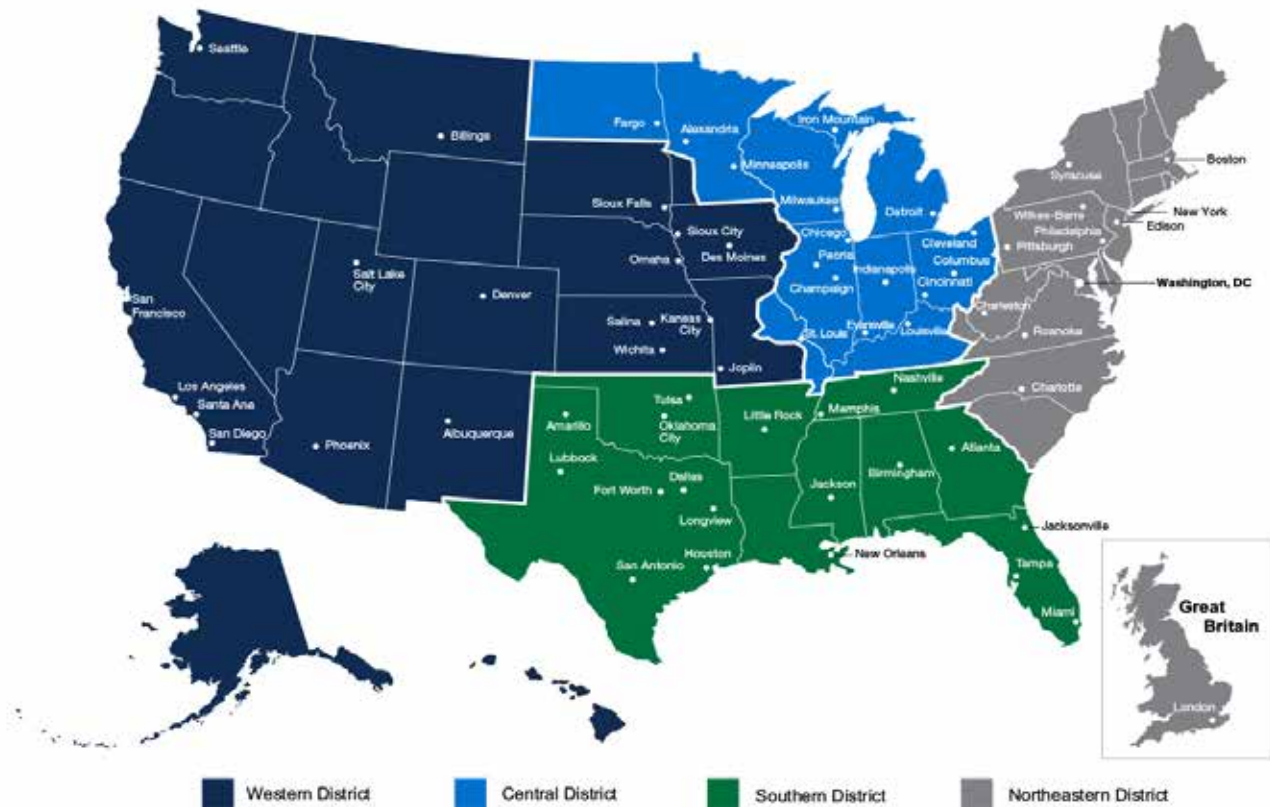 Seattle
Billings
Fargo
Alexandria
Minneapolis
Iron Mountain
Milwaukee
Detroit
Syracuse
Boston
Wilkes-Barre
New York
Edison
Philadelphia
Pittsburgh
Sioux Falls
Sioux City
Des Moines
Omaha
Chicago
Peoria
Champaign
Indianapolis
Cleveland
Columbus
Cincinnati
Washington, DC
Charleston
Roanoke
Salt Lake
City
Denver
San
Francisco
Salina
Kansas
City
Wichita
Joplin
St. Louis
Evansville
Louisville
Charlotte
Los Angeles
Santa Ana
San Diego
Phoenix
Albuquerque
Tulsa
Oklahoma
City
Amarillo
Lubbock
Little Rock
Nashville
Memphis
Atlanta
Birmingham
Jackson
Dallas
Fort Worth
Longview
Houston
San Antonio
New Orleans
Jacksonville
Tampa
Miami
Great
Britain
London
Western District
Central District
Southern District
Northeastern District